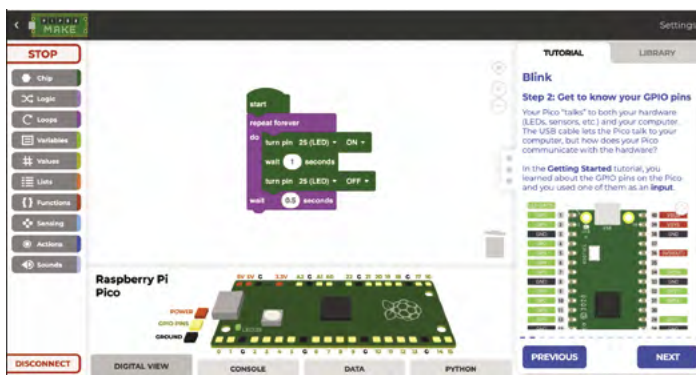 PIPER
MAKE
Settings
STOP
Chip
Logic
Loops
Variables
Values
Lists
Functions
Sensing
Actions
Sounds
DISCONNECT
start
repeat forever
do
turn pin 25 (LED) ON
wait 1 seconds
turn pin 25 (LED) OFF
wait 0.5 seconds
Raspberry Pi
Pico
POWER
GPIO PINS
GROUND
DIGITAL VIEW
CONSOLE
DATA
PYTHON
TUTORIAL
LIBRARY
Blink
Step 2: Get to know your GPIO pins
Your Pico "talks" to both your hardware
(LEDs, sensors, etc.) and your computer.
The USB cable lets the Pico talk to your
computer, but how does your Pico
communicate with the hardware?
In the Getting Started tutorial, you
learned about the GPIO pins on the Pico
and you used one of them as an input.
PREVIOUS
NEXT